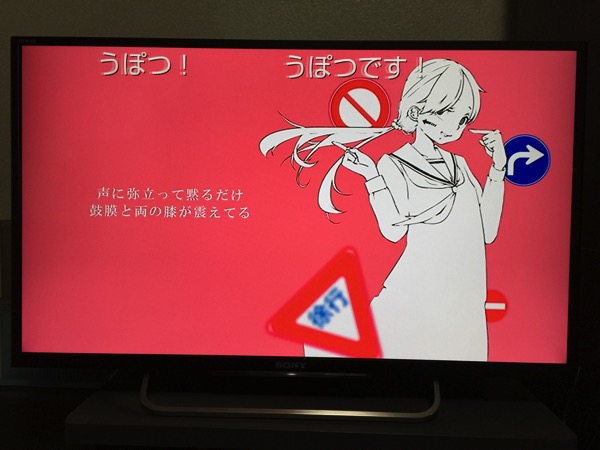 うぽつ！
うぽつです！
声に弥立って黙るだけ
鼓膜と両の膝が震えてる
徐行
SONY